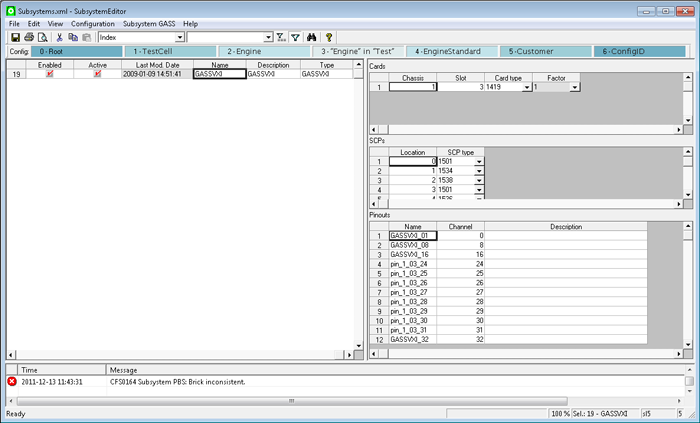 Subsystems.xml - SubsystemEditor
File Edit View Configuration Subsystem GASS Help
Index
Config: 0 - Root 1 - TestCell 2 - Engine 3 - "Engine" in "Test" 4 - EngineStandard 5 - Customer 6 - ConfigID
Enabled Active Last Mod. Date Name Description Type
19 2009-01-09 14:51:41 GASSVXI GASSVXI GASSVXI
Cards
Chassis Slot Card type Factor
1 1 3 1419 1
SCPs
Location SCP type
1 0 1501
2 1 1534
3 2 1538
4 3 1501
5 4 1536
Pinouts
Name Channel Description
1 GASSVXI_01 0
2 GASSVXI_08 8
3 GASSVXI_16 16
4 pin_1_03_24 24
5 pin_1_03_25 25
6 pin_1_03_26 26
7 pin_1_03_27 27
8 pin_1_03_28 28
9 pin_1_03_29 29
10 pin_1_03_30 30
11 pin_1_03_31 31
12 GASSVXI_32 32
Time Message
2011-12-13 11:43:31 CFS0164 Subsystem PBS: Brick inconsistent.
Ready 100 % Sel.: 19 - GASSVXI sl5 5